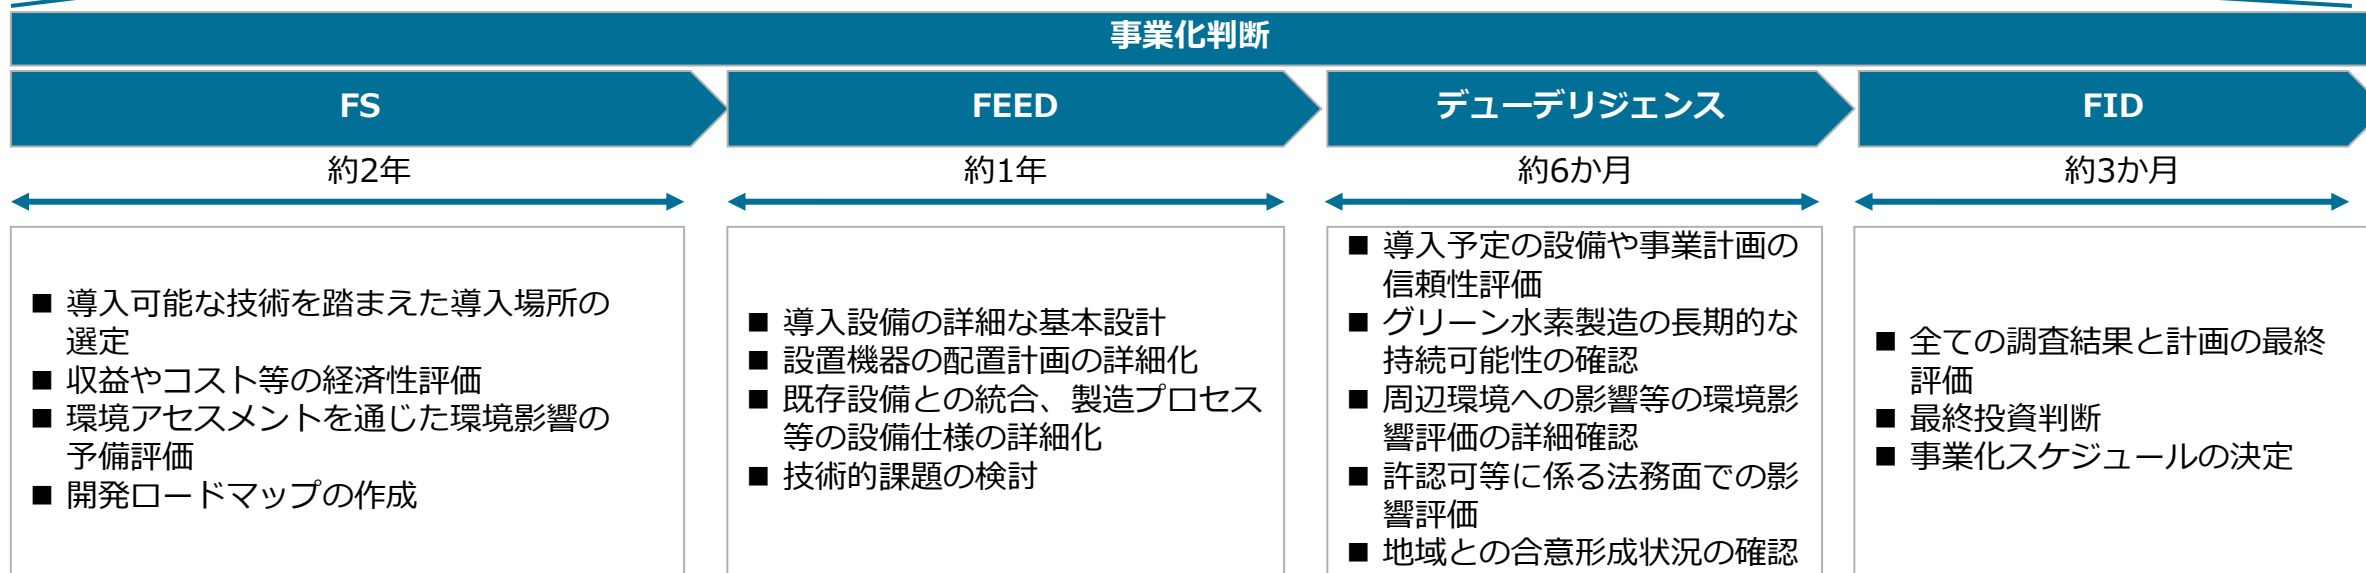 事業化判断
FS
FEED
デューデリジェンス
FID
約2年
約1年
約6か月
約3か月
■ 導入可能な技術を踏まえた導入場所の
選定
■ 収益やコスト等の経済性評価
■ 環境アセスメントを通じた環境影響の
予備評価
■ 開発ロードマップの作成
■ 導入設備の詳細な基本設計
■ 設置機器の配置計画の詳細化
■ 既存設備との統合、製造プロセス
等の設備仕様の詳細化
■ 技術的課題の検討
■ 導入予定の設備や事業計画の
信頼性評価
■ グリーン水素製造の長期的な
持続可能性の確認
■ 周辺環境への影響等の環境影
響評価の詳細確認
■ 許認可等に係る法務面での影
響評価
■ 地域との合意形成状況の確認
■ 全ての調査結果と計画の最終
評価
■ 最終投資判断
■ 事業化スケジュールの決定